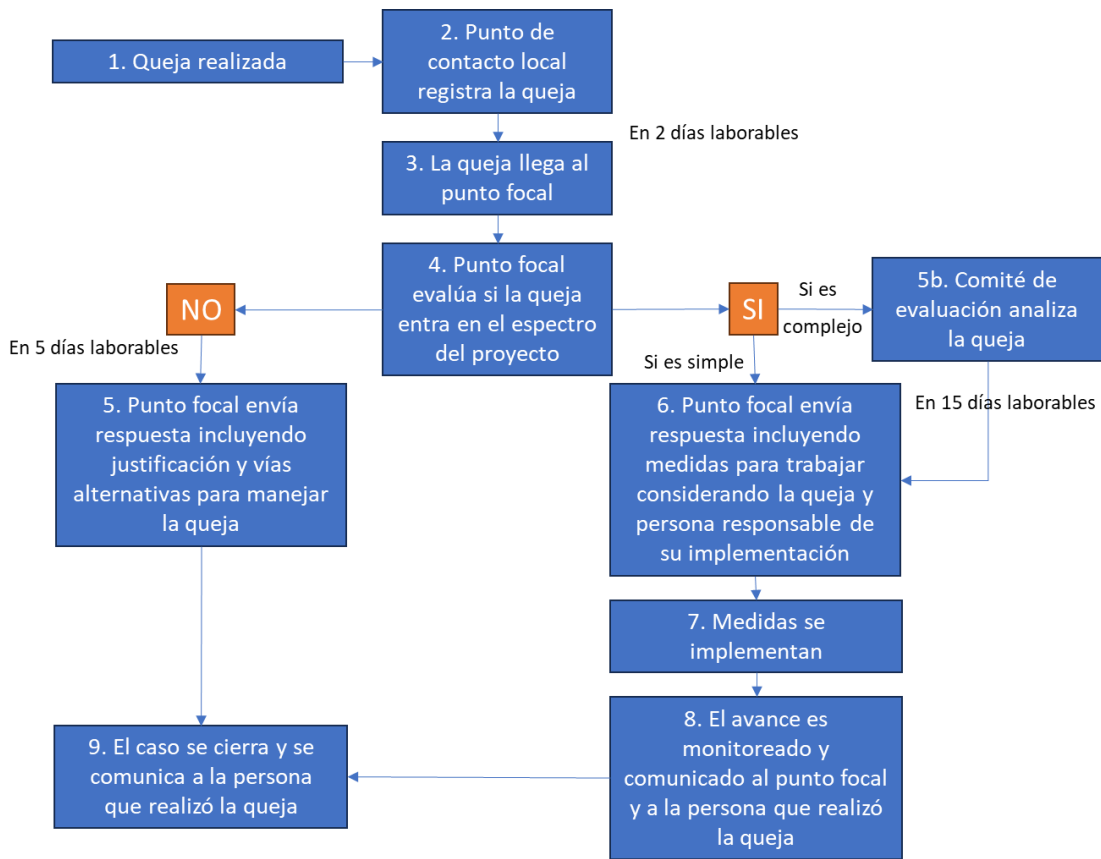 1. Queja realizada
2. Punto de
contacto local
registra la queja
En 2 días laborables
3. La queja llega al
punto focal
4. Punto focal
evalúa si la queja
entra en el espectro
del proyecto
NO
En 5 días laborables
SI
Si es
complejo
5b. Comité de
evaluación analiza
la queja
Si es simple
En 15 días laborables
5. Punto focal envía
respuesta incluyendo
justificación y vías
alternativas para manejar
la queja
6. Punto focal envía
respuesta incluyendo
medidas para trabajar
considerando la queja y
persona responsable de
su implementación
7. Medidas se
implementan
8. El avance es
monitoreado y
comunicado al punto focal
y a la persona que realizó
la queja
9. El caso se cierra y se
comunica a la persona
que realizó la queja